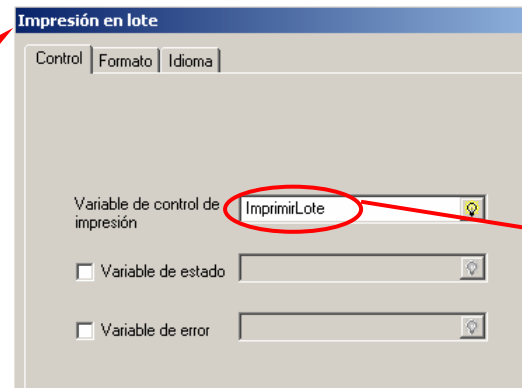 Impresión en lote
Control Formato Idioma
Variable de control de
impresión
ImprimirLote
Variable de estado
Variable de error